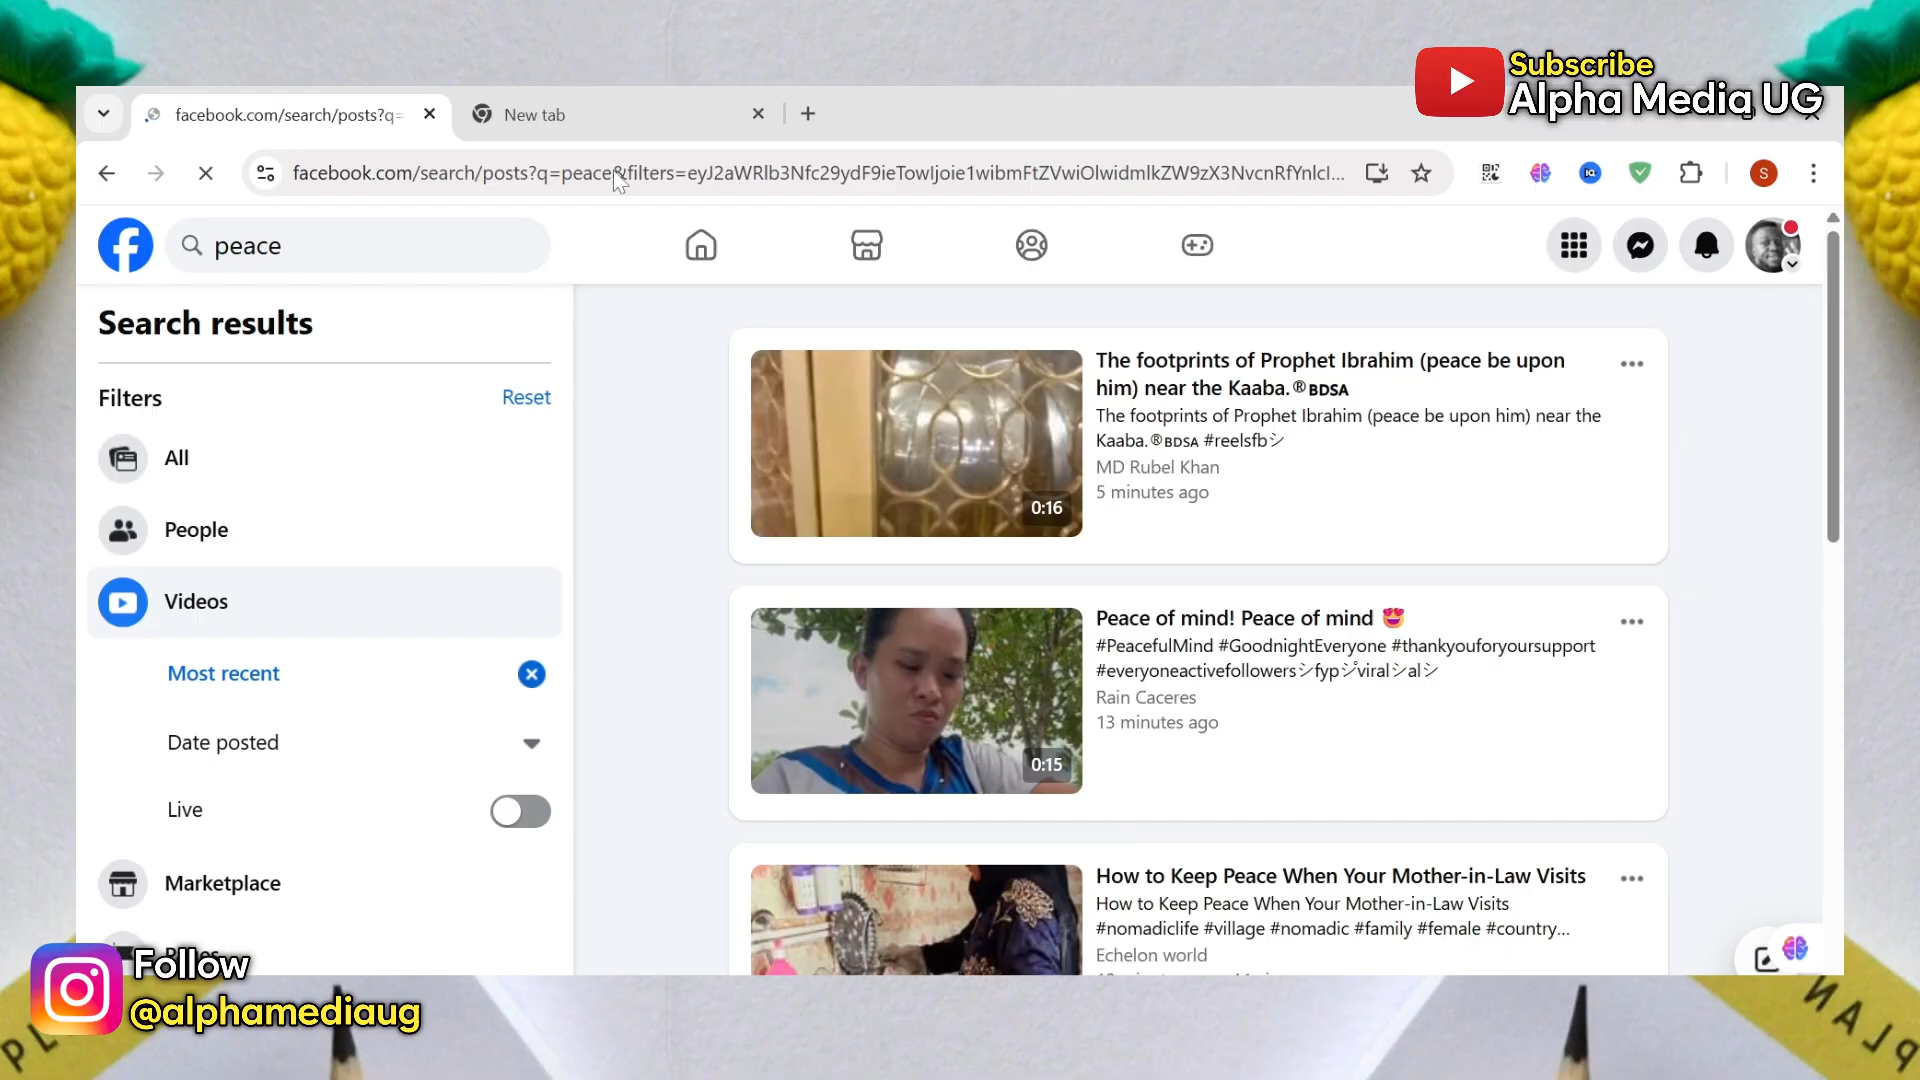 Subscribe
Alpha Media UG
facebook.com/search/posts?q=
New tab
facebook.com/search/posts?q=peace&filters=eyJ2aWRlb3Nfc29ydF9ieTowIjoie1wibmFtZVwiOlwidmlkZW9zX3NvcnRfYnlcI...
S
peace
Search results
Filters
Reset
All
People
Videos
Most recent
Date posted
Live
Marketplace
The footprints of Prophet Ibrahim (peace be upon
him) near the Kaaba.®BDSA
The footprints of Prophet Ibrahim (peace be upon him) near the
Kaaba.®BDSA #reelsfbシ
MD Rubel Khan
5 minutes ago
0:16
Peace of mind! Peace of mind 😍
#PeacefulMind #GoodnightEveryone #thankyouforyoursupport
#everyoneactivefollowersシfypシviralシalシ
Rain Caceres
13 minutes ago
0:15
How to Keep Peace When Your Mother-in-Law Visits
How to Keep Peace When Your Mother-in-Law Visits
#nomadiclife #village #nomadic #family #female #country...
Echelon world
Follow
@alphamediaug
PL
PLAN